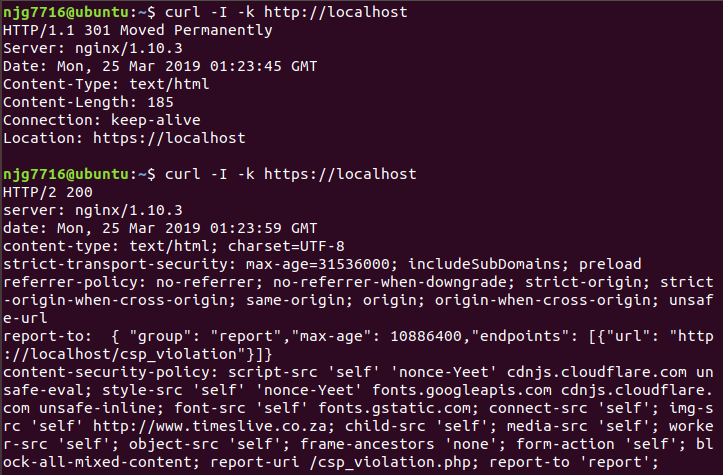 njg7716@ubuntu:~$ curl -I -k http://localhost
HTTP/1.1 301 Moved Permanently
Server: nginx/1.10.3
Date: Mon, 25 Mar 2019 01:23:45 GMT
Content-Type: text/html
Content-Length: 185
Connection: keep-alive
Location: https://localhost
njg7716@ubuntu:~$ curl -I -k https://localhost
HTTP/2 200
server: nginx/1.10.3
date: Mon, 25 Mar 2019 01:23:59 GMT
content-type: text/html; charset=UTF-8
strict-transport-security: max-age=31536000; includeSubDomains; preload
referrer-policy: no-referrer; no-referrer-when-downgrade; strict-origin; strict
-origin-when-cross-origin; same-origin; origin; origin-when-cross-origin; unsaf
e-url
report-to:  { "group": "report","max-age": 10886400,"endpoints": [{"url": "http
://localhost/csp_violation"}]}
content-security-policy: script-src 'self' 'nonce-Yeet' cdnjs.cloudflare.com un
safe-eval; style-src 'self' 'nonce-Yeet' fonts.googleapis.com cdnjs.cloudflare.
com unsafe-inline; font-src 'self' fonts.gstatic.com; connect-src 'self'; img-s
rc 'self' http://www.timeslive.co.za; child-src 'self'; media-src 'self'; worke
r-src 'self'; object-src 'self'; frame-ancestors 'none'; form-action 'self'; bl
ock-all-mixed-content; report-uri /csp_violation.php; report-to 'report';